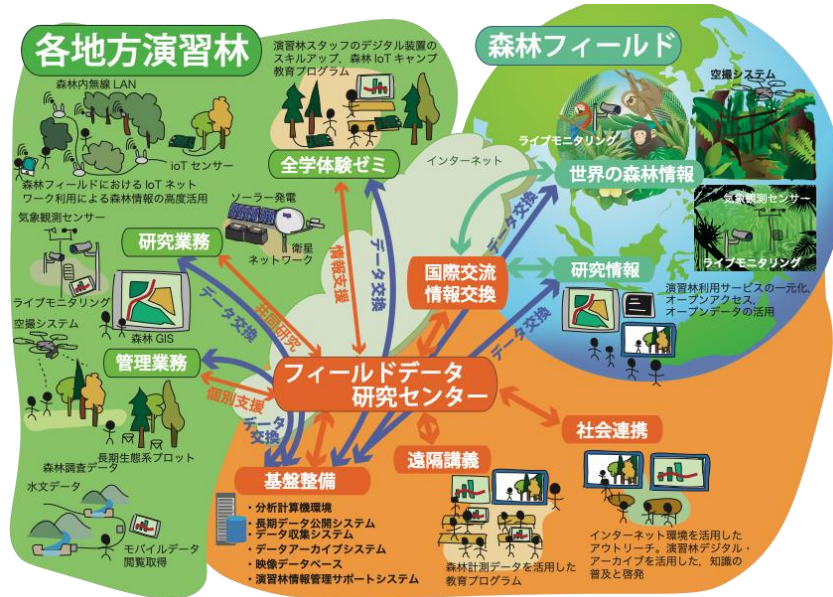 各地方演習林
森林内無線 LAN
ioT センサー
森林フィールドにおける IoT ネット
ワーク利用による森林情報の高度活用
演習林スタッフのデジタル装置の
スキルアップ、森林 IoT キャンプ
教育プログラム
全学体験ゼミ
気象観測センサー
ライブモニタリング
研究業務
ソーラー発電
衛星
ネットワーク
森林 GIS
空撮システム
管理業務
長期生態系プロット
森林調査データ
水文データ
モバイルデータ
閲覧取得
インターネット
情報支援
データ交換
データ交換
共同研究
個別支援
データ
交換
データ交換
データ交換
森林フィールド
ライブモニタリング
空撮システム
世界の森林情報
気象観測センサー
ライブモニタリング
国際交流
情報交換
研究情報
演習林利用サービスの一元化、
オープンアクセス、
オープンデータの活用
フィールドデータ
研究センター
基盤整備
・分析計算機環境
・長期データ公開システム
・データ収集システム
・データアーカイブシステム
・映像データベース
・演習林情報管理サポートシステム
遠隔講義
森林計測データを活用した
教育プログラム
社会連携
インターネット環境を活用した
アウトリーチ。演習林デジタル・
アーカイブを活用した、知識の
普及と啓発